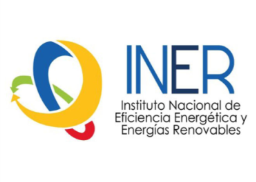 INER
Instituto Nacional de
Eficiencia Energética y
Energías Renovables